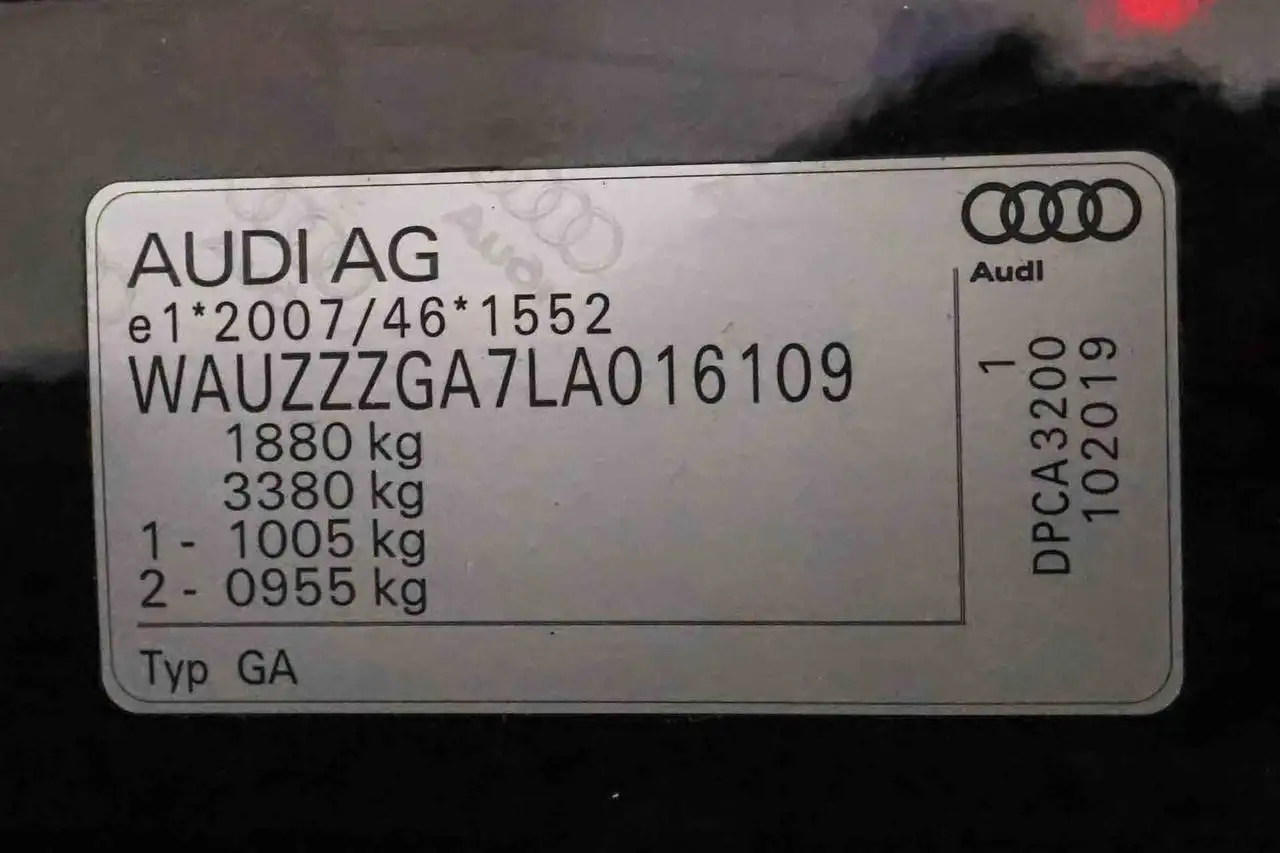 AUDI AG
e1*2007/46*1552
WAUZZZGA7LA016109
1880 kg
3380 kg
1 - 1005 kg
2 - 0955 kg
Typ GA
Audi
1
DPCA3200
102019
Audi